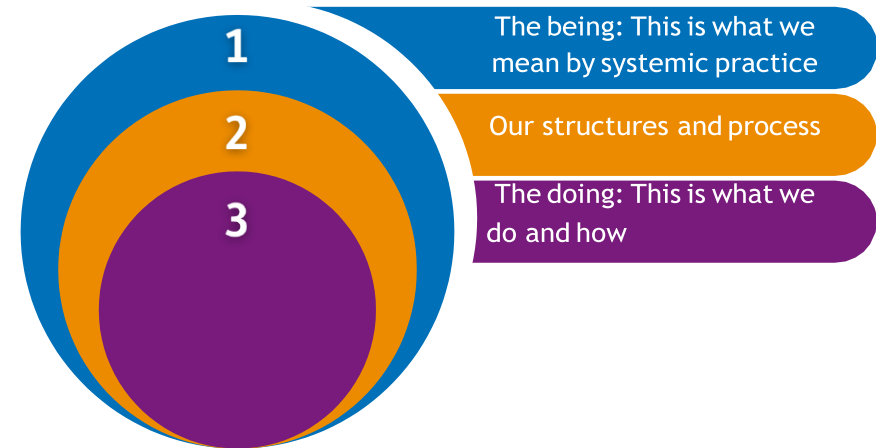 1
The being: This is what we
mean by systemic practice
2
Our structures and process
3
The doing: This is what we
do and how